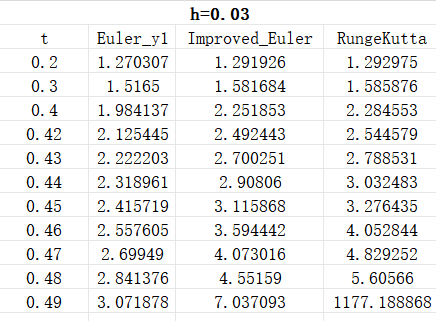 h=0.03
t Euler_y1 Improved_Euler RungeKutta
0.2 1.270307 1.291926 1.292975
0.3 1.5165 1.581684 1.585876
0.4 1.984137 2.251853 2.284553
0.42 2.125445 2.492443 2.544579
0.43 2.222203 2.700251 2.788531
0.44 2.318961 2.90806 3.032483
0.45 2.415719 3.115868 3.276435
0.46 2.557605 3.594442 4.052844
0.47 2.69949 4.073016 4.829252
0.48 2.841376 4.55159 5.60566
0.49 3.071878 7.037093 1177.188868